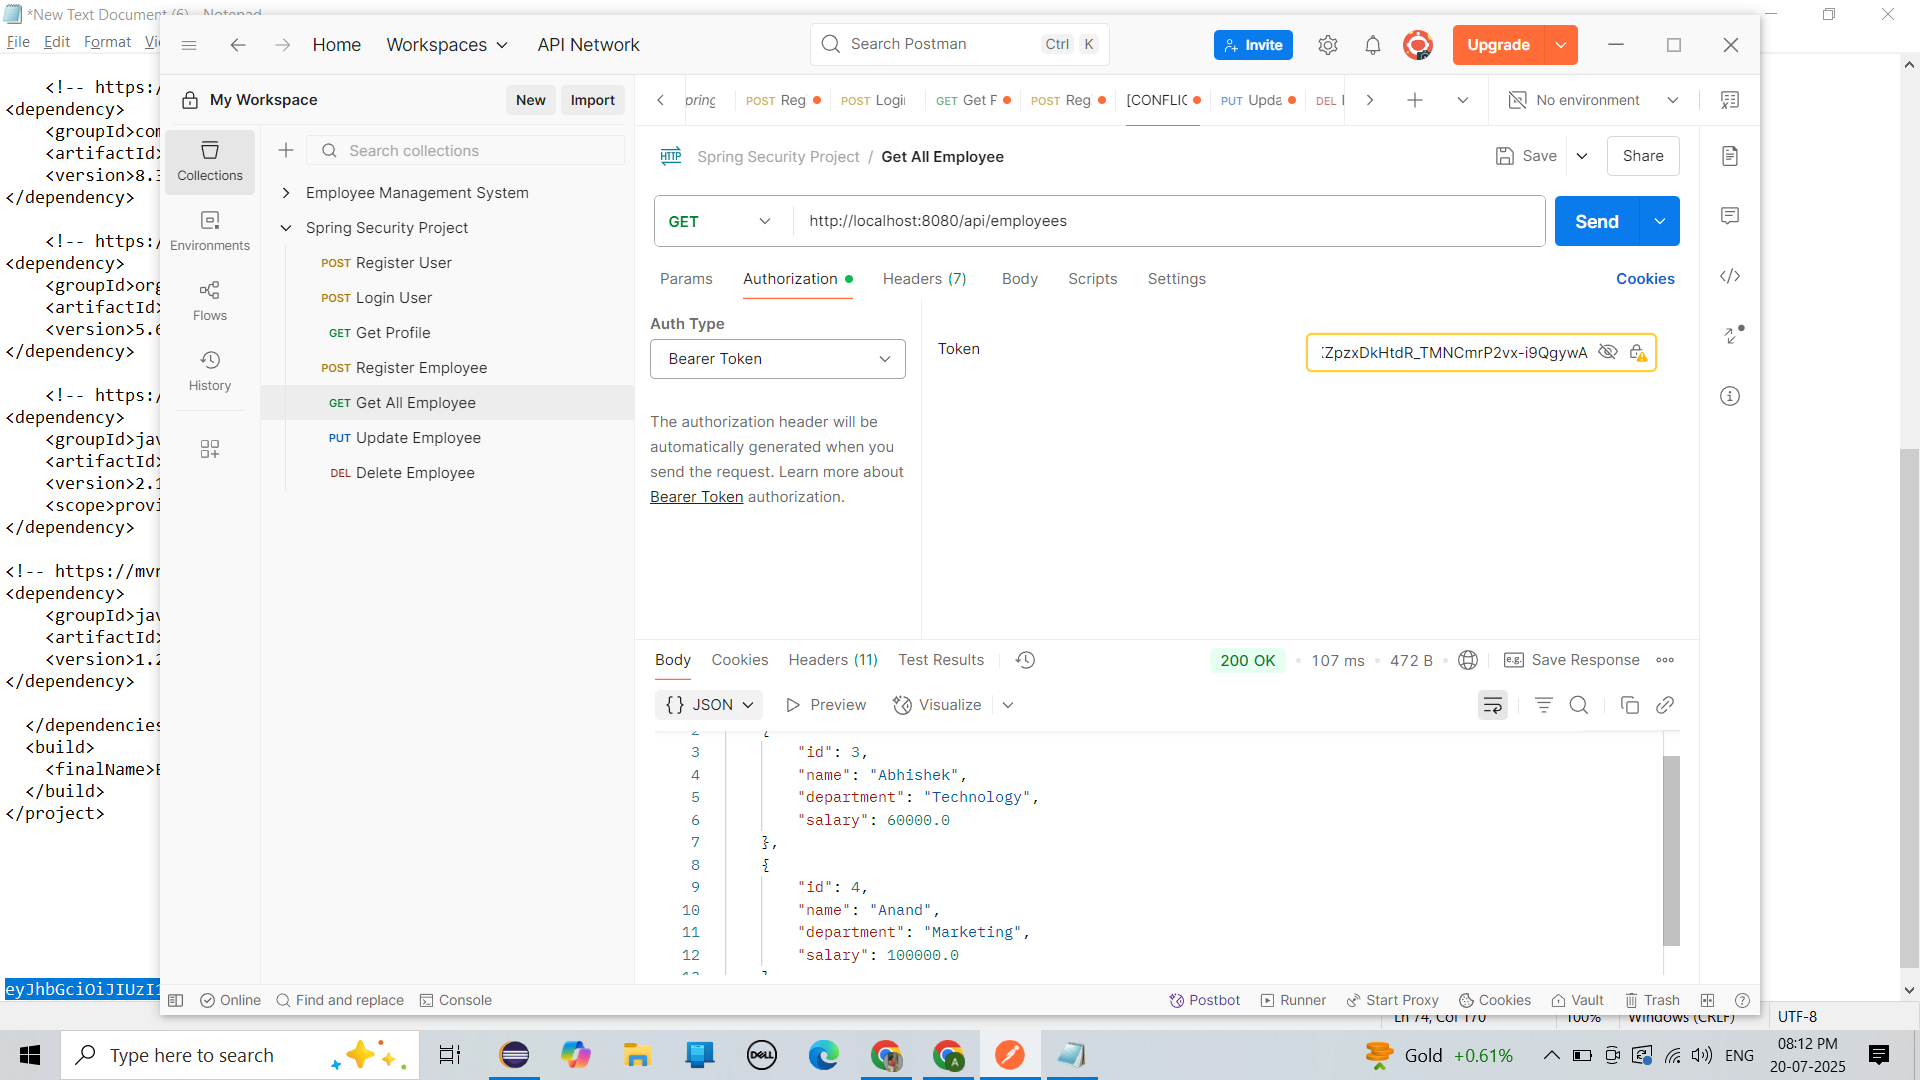 *New Text Document (6) - Notepad
File Edit Format
<!-- https:/
<dependency>
<groupId>
<artifactId>
<version>8.3
</dependency>
<!-- https:/
<dependency>
<groupId>org
<artifactId>
<version>5.6
</dependency>
<!-- https:/
<dependency>
<groupId>jav
<artifactId>
<version>2.1
<scope>provi
</dependency>
<!-- https://mvn
<dependency>
<groupId>jav
<artifactId>
<version>1.2
</dependency>
</dependencies
<build>
<finalName>E
</build>
</project>
eyJhbGciOiJIUzI1
Home Workspaces API Network
Search Postman Ctrl K
Invite
Upgrade
My Workspace New Import
POST Reg POST Logi GET Get F POST Reg [CONFLIC PUT Upda DEL
No environment
Collections
Environments
Flows
History
Search collections
Employee Management System
Spring Security Project
POST Register User
POST Login User
GET Get Profile
POST Register Employee
GET Get All Employee
PUT Update Employee
DEL Delete Employee
HTTP Spring Security Project / Get All Employee
Save Share
GET http://localhost:8080/api/employees Send
Params Authorization Headers (7) Body Scripts Settings Cookies
Auth Type
Bearer Token
The authorization header will be
automatically generated when you
send the request. Learn more about
Bearer Token authorization.
Token ZpzxDkHtdR_TMNCmrP2vx-i9QgywA
Body Cookies Headers (11) Test Results 200 OK 107 ms 472 B e.g. Save Response
{} JSON Preview Visualize
2 {
3 "id": 3,
4 "name": "Abhishek",
5 "department": "Technology",
6 "salary": 60000.0
7 },
8 {
9 "id": 4,
10 "name": "Anand",
11 "department": "Marketing",
12 "salary": 100000.0
13 }
Online Find and replace Console Postbot Runner Start Proxy Cookies Vault Trash
Ln 74, Col 170 100% Windows (CRLF) UTF-8
Type here to search
DELL
Gold +0.61%
ENG
08:12 PM
20-07-2025